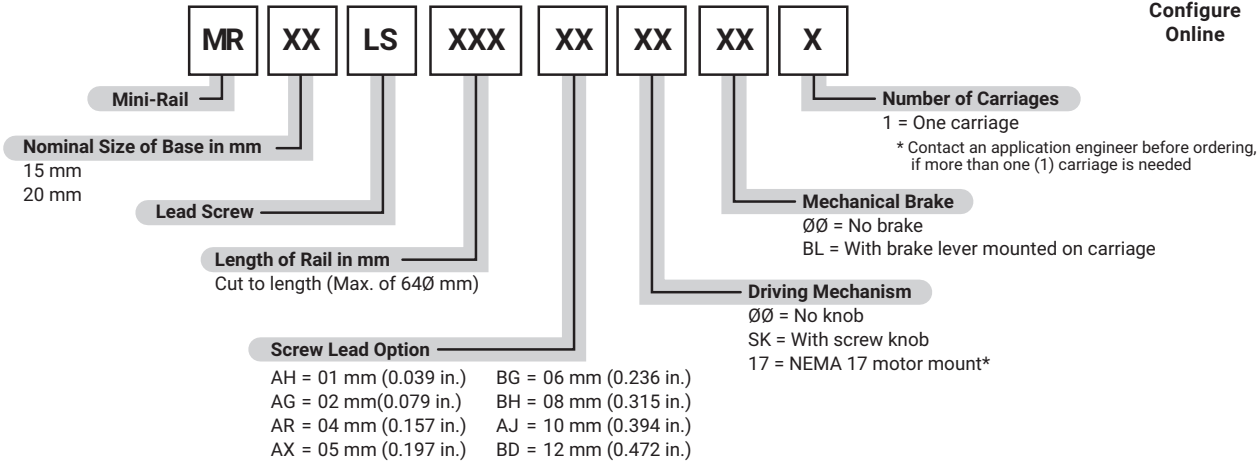 Configure
Online
MR XX LS XXX XX XX XX X
Mini-Rail
Nominal Size of Base in mm
15 mm
20 mm
Lead Screw
Length of Rail in mm
Cut to length (Max. of 64Ø mm)
Screw Lead Option
AH = 01 mm (0.039 in.)
AG = 02 mm(0.079 in.)
AR = 04 mm (0.157 in.)
AX = 05 mm (0.197 in.)
BG = 06 mm (0.236 in.)
BH = 08 mm (0.315 in.)
AJ = 10 mm (0.394 in.)
BD = 12 mm (0.472 in.)
Driving Mechanism
ØØ = No knob
SK = With screw knob
17 = NEMA 17 motor mount*
Mechanical Brake
ØØ = No brake
BL = With brake lever mounted on carriage
Number of Carriages
1 = One carriage
* Contact an application engineer before ordering,
if more than one (1) carriage is needed